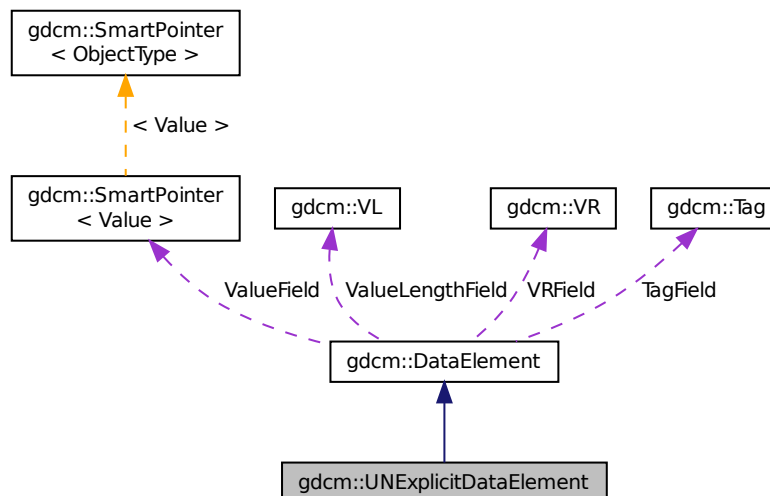 gdcm::SmartPointer
< ObjectType >
< Value >
gdcm::SmartPointer
< Value >
gdcm::VL
gdcm::VR
gdcm::Tag
ValueField
ValueLengthField
VRField
TagField
gdcm::DataElement
gdcm::UNExplicitDataElement